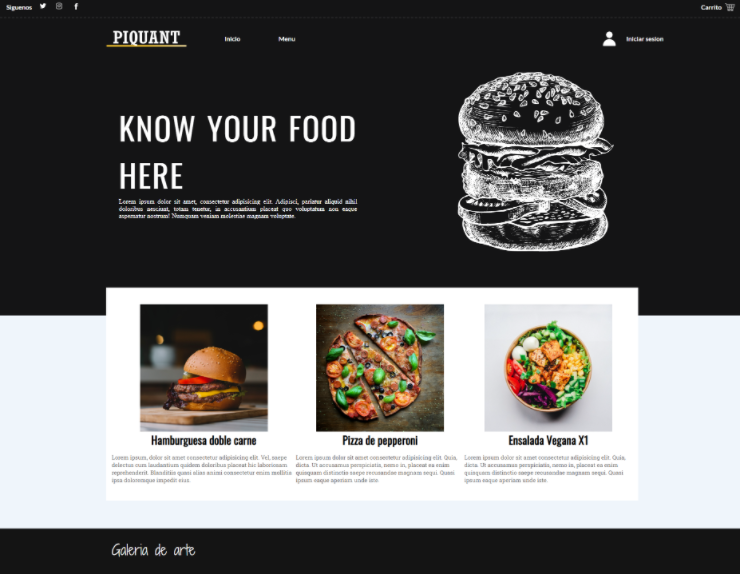 Siguenos
Carrito
PIQUANT
Inicio
Menu
Iniciar sesion
KNOW YOUR FOOD
HERE
Lorem ipsum dolor sit amet, consectetur adipisicing elit. Adipisci, pariatur aliquid nihil
doloribus nesciunt, totam tenetur, in accusantium placeat quo voluptatum non eaque
aspernatur nostrum! Numquam veniam molestiae magnam voluptate.
Hamburguesa doble carne
Lorem ipsum dolor sit amet consectetur adipisicing elit. Vel, saepe
delectus cum laudantium quidem doloribus placeat hic laboriosam
reprehenderit. Blanditiis quasi alias animi consectetur enim mollitia
ipsa doloremque impedit eius.
Pizza de pepperoni
Lorem ipsum dolor sit amet consectetur adipisicing elit. Quia,
dicta. Ut accusamus perspiciatis, nemo in, placeat ea enim
quisquam distinctio eaque recusandae magnam sequi. Quasi
ipsum eaque aperiam unde iste.
Ensalada Vegana X1
Lorem ipsum dolor sit amet consectetur adipisicing elit. Quia,
dicta. Ut accusamus perspiciatis, nemo in, placeat ea enim
quisquam distinctio eaque recusandae magnam sequi. Quasi
ipsum eaque aperiam unde iste.
Galeria de arte